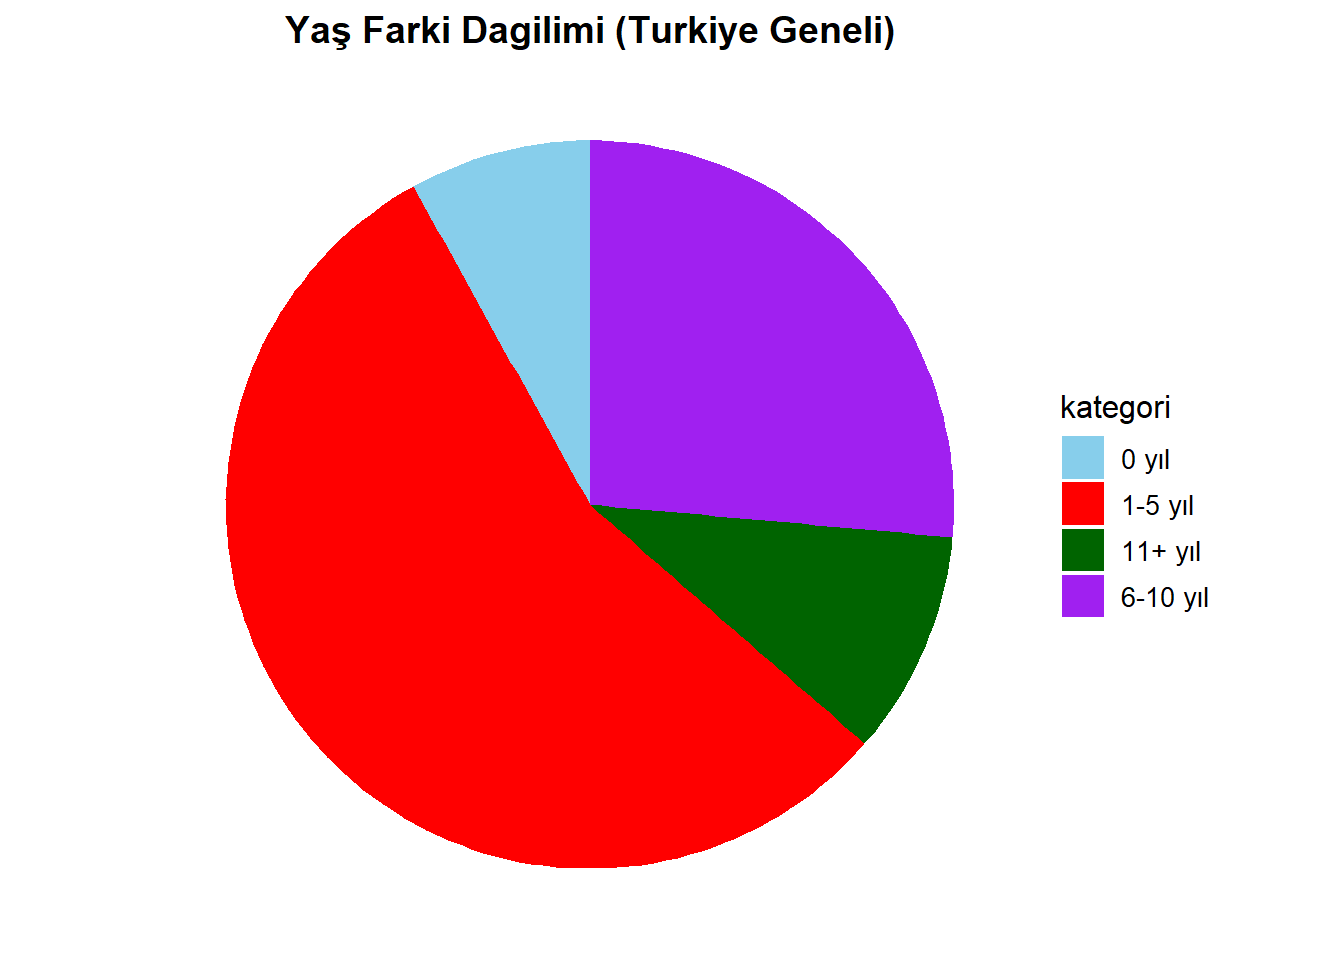 Yaş Farki Dagilimi (Turkiye Geneli)
kategori
0 yıl
1-5 yıl
11+ yıl
6-10 yıl